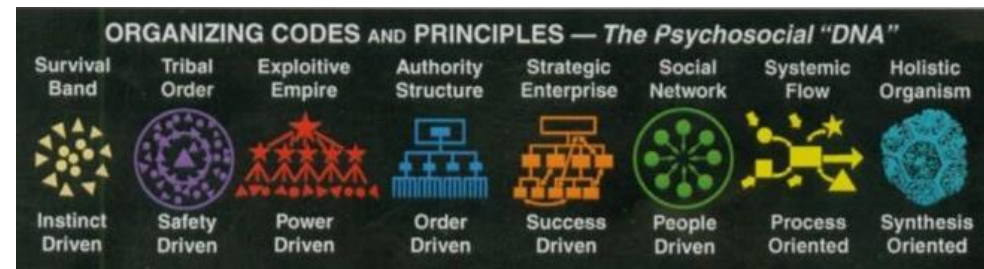 ORGANIZING CODES AND PRINCIPLES — The Psychosocial “DNA”
Survival Band
Tribal Order
Exploitive Empire
Authority Structure
Strategic Enterprise
Social Network
Systemic Flow
Holistic Organism
Instinct Driven
Safety Driven
Power Driven
Order Driven
Success Driven
People Driven
Process Oriented
Synthesis Oriented